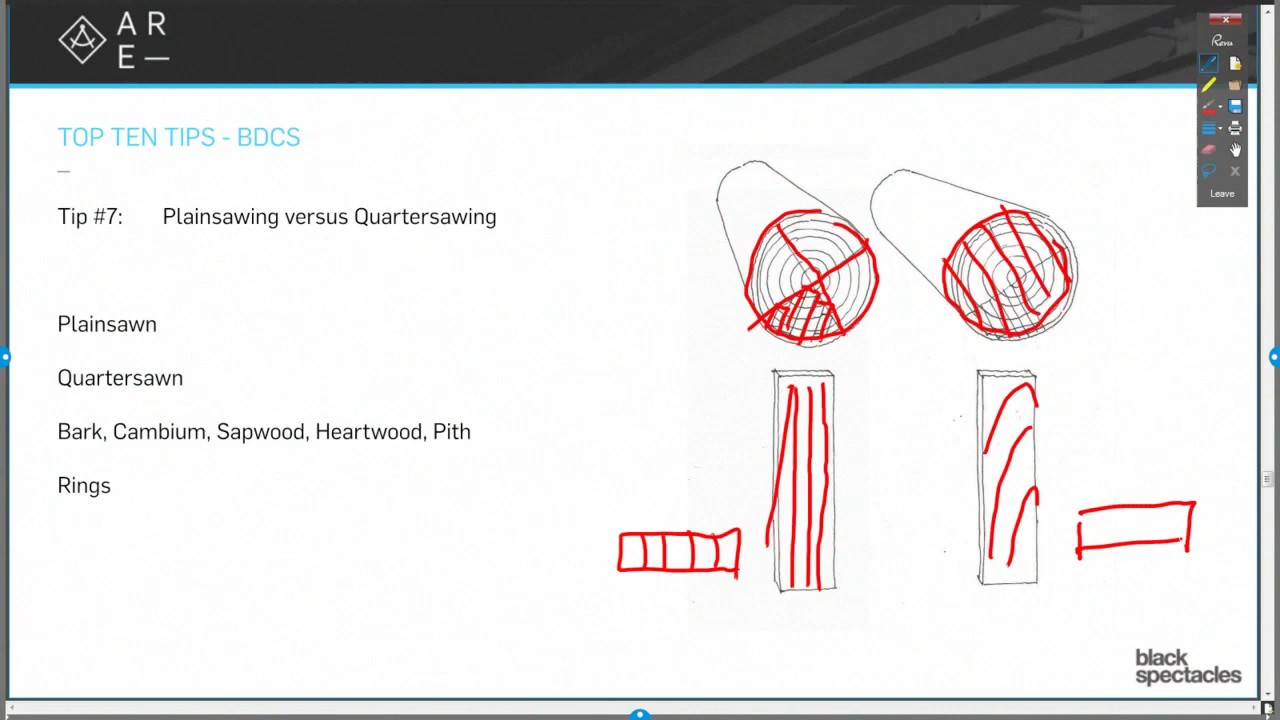 A R
E —
TOP TEN TIPS - BDCS
Tip #7: Plainsawing versus Quartersawing
Plainsawn
Quartersawn
Bark, Cambium, Sapwood, Heartwood, Pith
Rings
Revu
Leave
black
spectacles